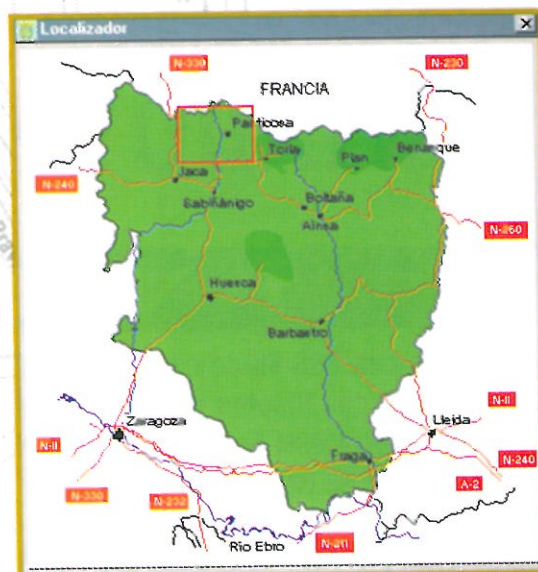 Localizador
N-330
N-230
FRANCIA
Panticosa
Torla
Plan
Benasque
N-240
Jaca
Sabiñánigo
Boltaña
Aínsa
N-260
Huesca
Barbastro
Zaragoza
Lleida
N-II
N-II
Fraga
N-240
A-2
N-330
N-232
Río Ebro
N-211